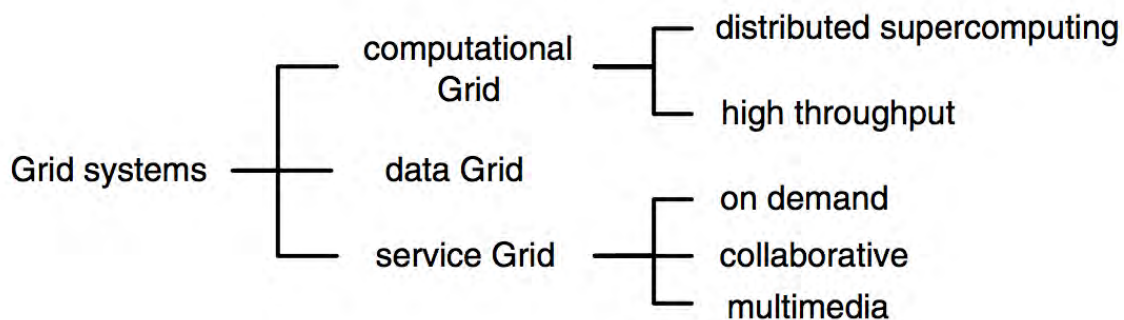 distributed supercomputing
computational
Grid
high throughput
Grid systems
data Grid
on demand
service Grid
collaborative
multimedia